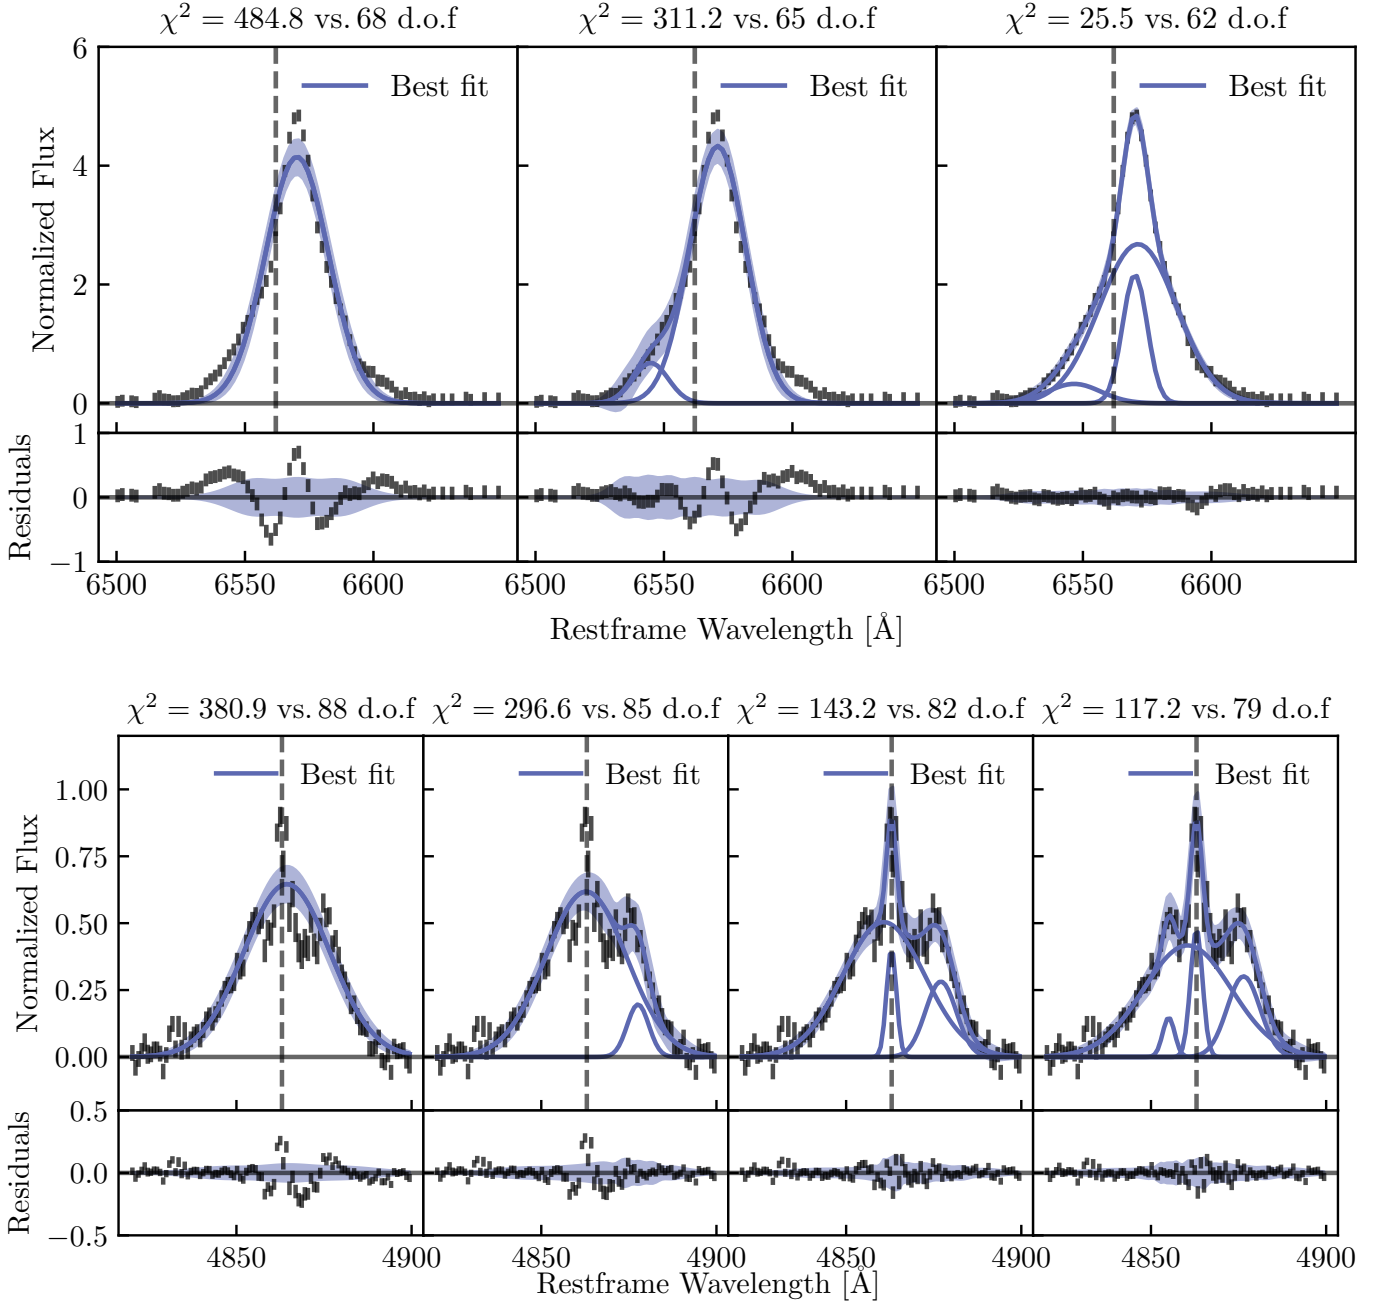 χ² = 484.8 vs. 68 d.o.f χ² = 311.2 vs. 65 d.o.f χ² = 25.5 vs. 62 d.o.f
Best fit Best fit Best fit
Normalized Flux
6
4
2
0
Residuals
1
0
−1
6500 6550 6600 6500 6550 6600 6500 6550 6600
Restframe Wavelength [Å]
χ² = 380.9 vs. 88 d.o.f χ² = 296.6 vs. 85 d.o.f χ² = 143.2 vs. 82 d.o.f χ² = 117.2 vs. 79 d.o.f
Best fit Best fit Best fit Best fit
Normalized Flux
1.00
0.75
0.50
0.25
0.00
Residuals
0.5
0.0
−0.5
4850 4900 4850 4900 4850 4900 4850 4900
Restframe Wavelength [Å]